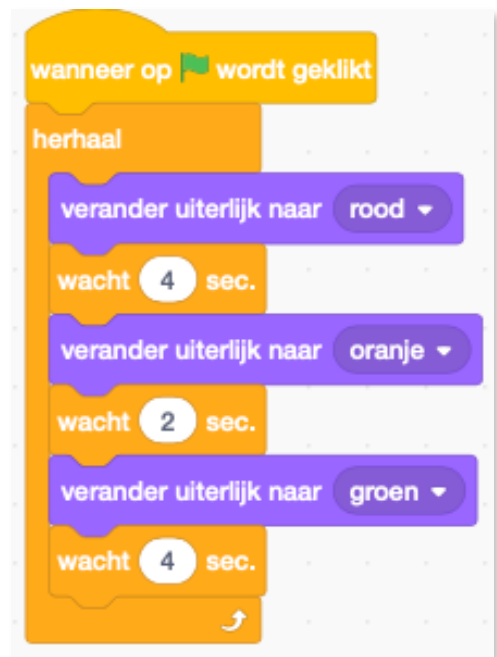 wanneer op wordt geklikt
herhaal
verander uiterlijk naar rood
wacht 4 sec.
verander uiterlijk naar oranje
wacht 2 sec.
verander uiterlijk naar groen
wacht 4 sec.